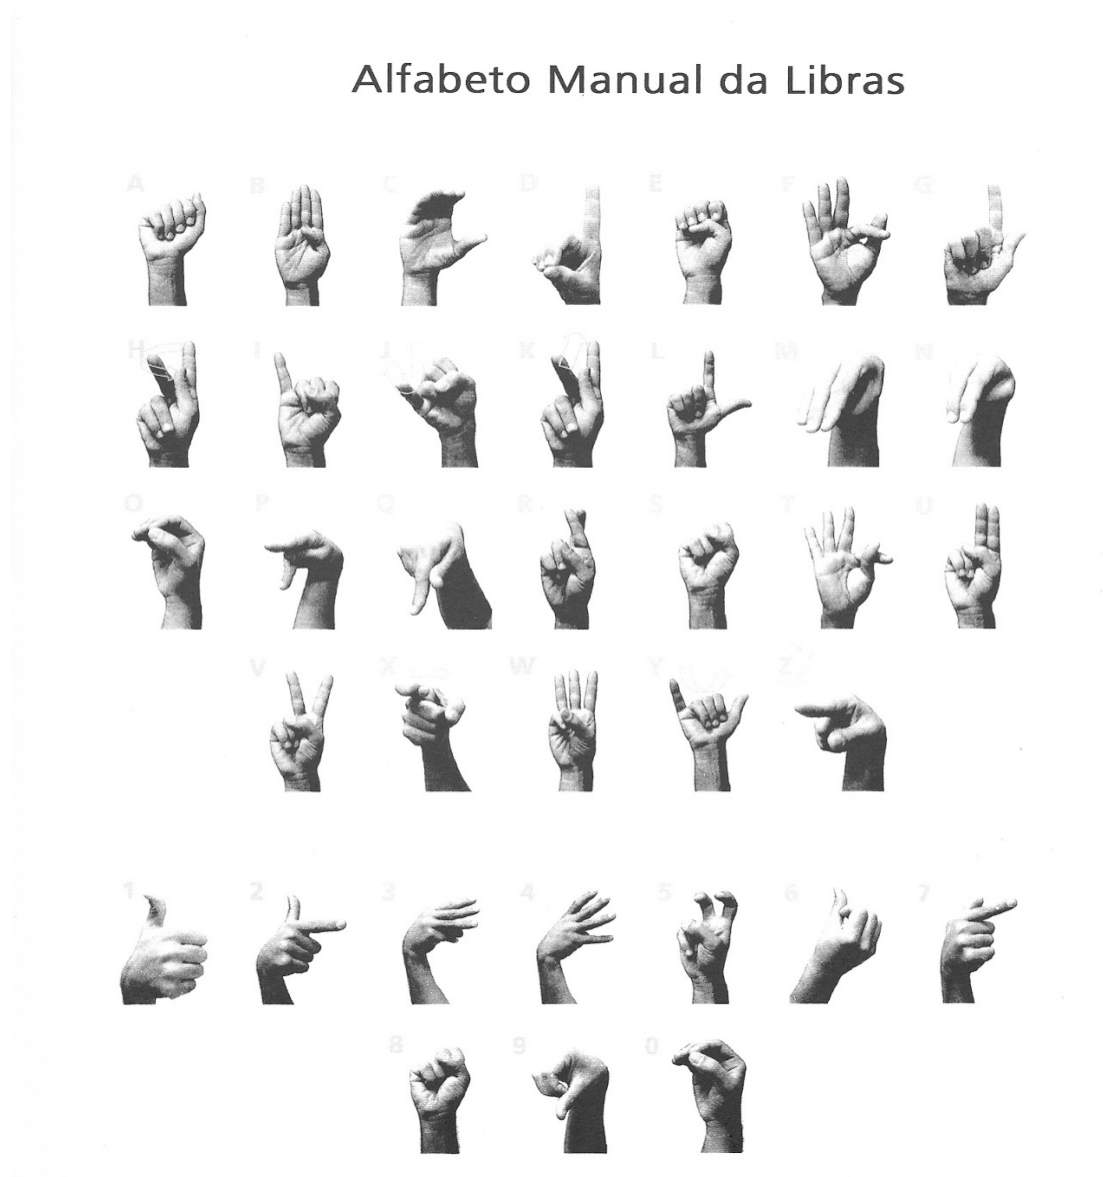 Alfabeto Manual da Libras
A B C D E F G
H I J K L M N
O P Q R S T U
V X W Y Z
1 2 3 4 5 6 7
8 9 0